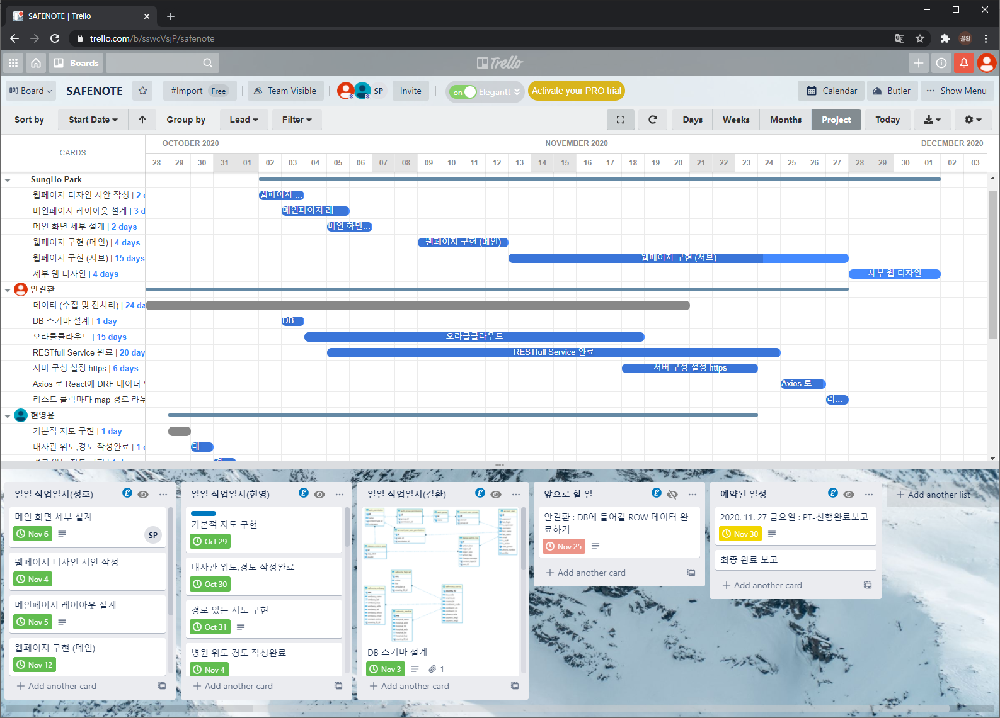 SAFENOTE | Trello
trello.com/b/sswcVsjP/safenote
길환
Boards
Trello
Board
SAFENOTE
#Import Free
Team Visible
SP
Invite
on Elegantt
Activate your PRO trial
Calendar
Butler
Show Menu
Sort by
Start Date
Group by
Lead
Filter
Days
Weeks
Months
Project
Today
CARDS
OCTOBER 2020
NOVEMBER 2020
DECEMBER 2020
28 29 30 31 01 02 03 04 05 06 07 08 09 10 11 12 13 14 15 16 17 18 19 20 21 22 23 24 25 26 27 28 29 30 01 02 03
SungHo Park
웹페이지 디자인 시안 작성 | 2 d
웹페이지 ...
메인페이지 레이아웃 설계 | 3 d
메인페이지 레...
메인 화면 세부 설계 | 2 days
메인 화면...
웹페이지 구현 (메인) | 4 days
웹페이지 구현 (메인)
웹페이지 구현 (서브) | 15 days
웹페이지 구현 (서브)
세부 웹 디자인 | 4 days
세부 웹 디자인
안길환
데이터 (수집 및 전처리) | 24 da
DB 스키마 설계 | 1 day
DB...
오라클클라우드 | 15 days
오라클클라우드
RESTfull Service 완료 | 20 day
RESTfull Service 완료
서버 구성 설정 https | 6 days
서버 구성 설정 https
Axios 로 React에 DRF 데이터
Axios 로 ...
리스트 클릭마다 map 경로 라우
리...
현영윤
기본적 지도 구현 | 1 day
대사관 위도,경도 작성완료 | 1 d
대...
일일 작업일지(성호)
메인 화면 세부 설계
Nov 6
SP
웹페이지 디자인 시안 작성
Nov 4
메인페이지 레이아웃 설계
Nov 5
웹페이지 구현 (메인)
Nov 12
Add another card
일일 작업일지(현영)
기본적 지도 구현
Oct 29
대사관 위도,경도 작성완료
Oct 30
경로 있는 지도 구현
Oct 31
병원 위도 경도 작성완료
Nov 4
Add another card
일일 작업일지(길환)
DB 스키마 설계
Nov 3
1
Add another card
앞으로 할 일
안길환 : DB에 들어갈 ROW 데이터 완
료하기
Nov 25
Add another card
예약된 일정
2020. 11. 27 금요일 : PT-선행완료보고
Nov 30
최종 완료 보고
Add another card
Add another list